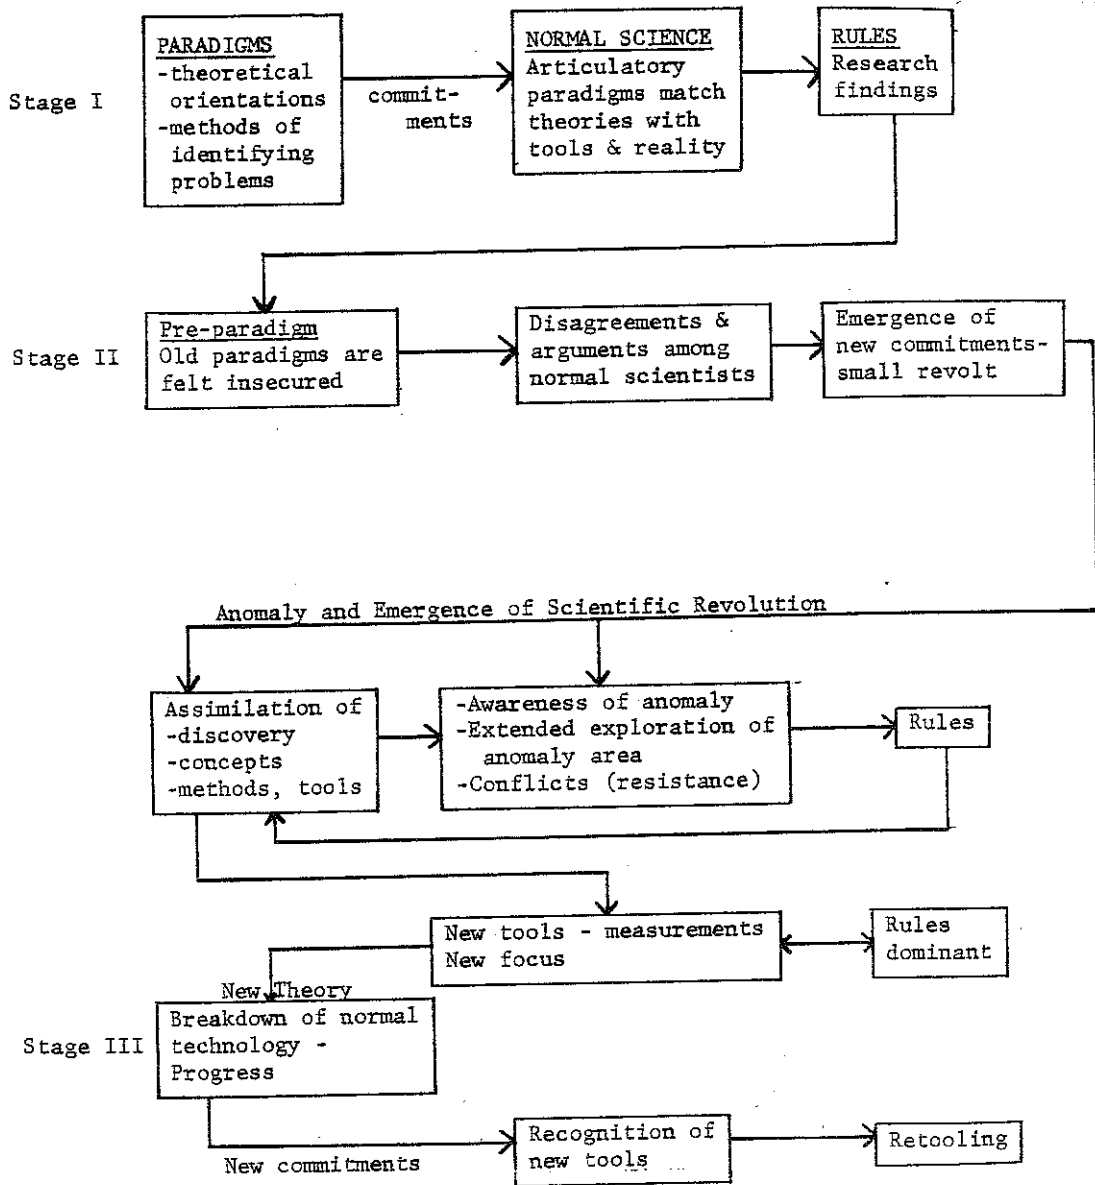 Stage I
PARADIGMS
-theoretical
orientations
-methods of
identifying
problems
commit-
ments
NORMAL SCIENCE
Articulatory
paradigms match
theories with
tools & reality
RULES
Research
findings
Stage II
Pre-paradigm
Old paradigms are
felt insecured
Disagreements &
arguments among
normal scientists
Emergence of
new commitments-
small revolt
Anomaly and Emergence of Scientific Revolution
Assimilation of
-discovery
-concepts
-methods, tools
-Awareness of anomaly
-Extended exploration of
anomaly area
-Conflicts (resistance)
Rules
New tools - measurements
New focus
Rules
dominant
New Theory
Stage III
Breakdown of normal
technology -
Progress
New commitments
Recognition of
new tools
Retooling